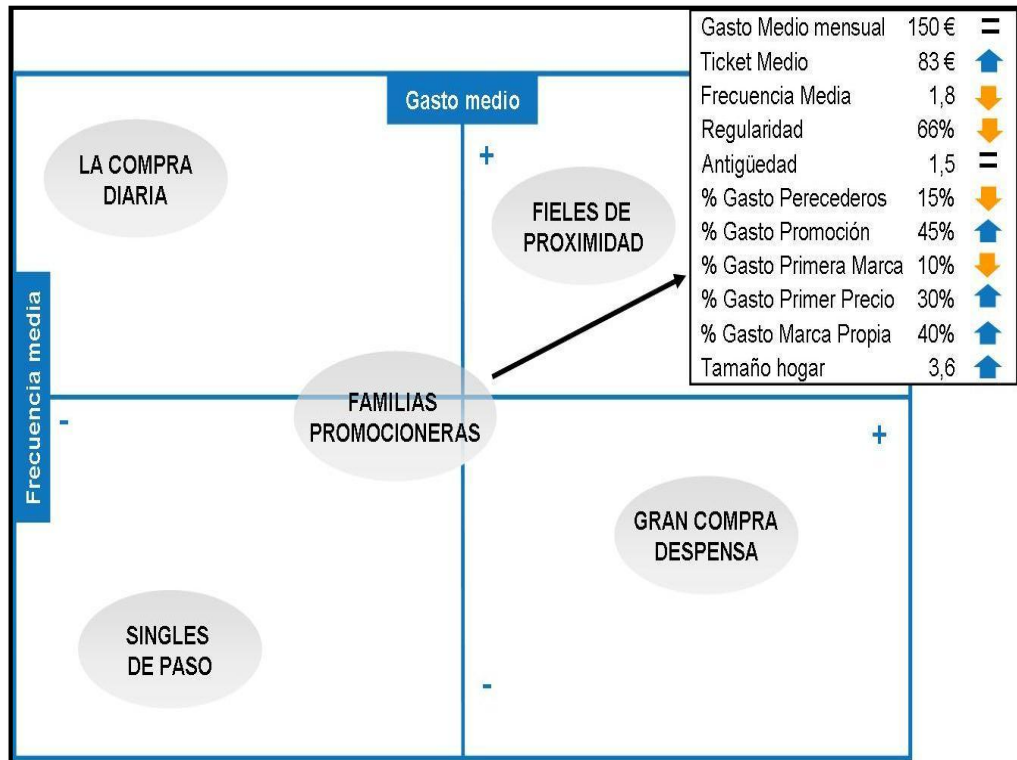 Gasto Medio mensual 150 € =
Ticket Medio 83 €
Frecuencia Media 1,8
Regularidad 66%
Antigüedad 1,5 =
% Gasto Perecederos 15%
% Gasto Promoción 45%
% Gasto Primera Marca 10%
% Gasto Primer Precio 30%
% Gasto Marca Propia 40%
Tamaño hogar 3,6
Gasto medio
+
LA COMPRA
DIARIA
FIELES DE
PROXIMIDAD
Frecuencia media
FAMILIAS
PROMOCIONERAS
-
+
GRAN COMPRA
DESPENSA
SINGLES
DE PASO
-